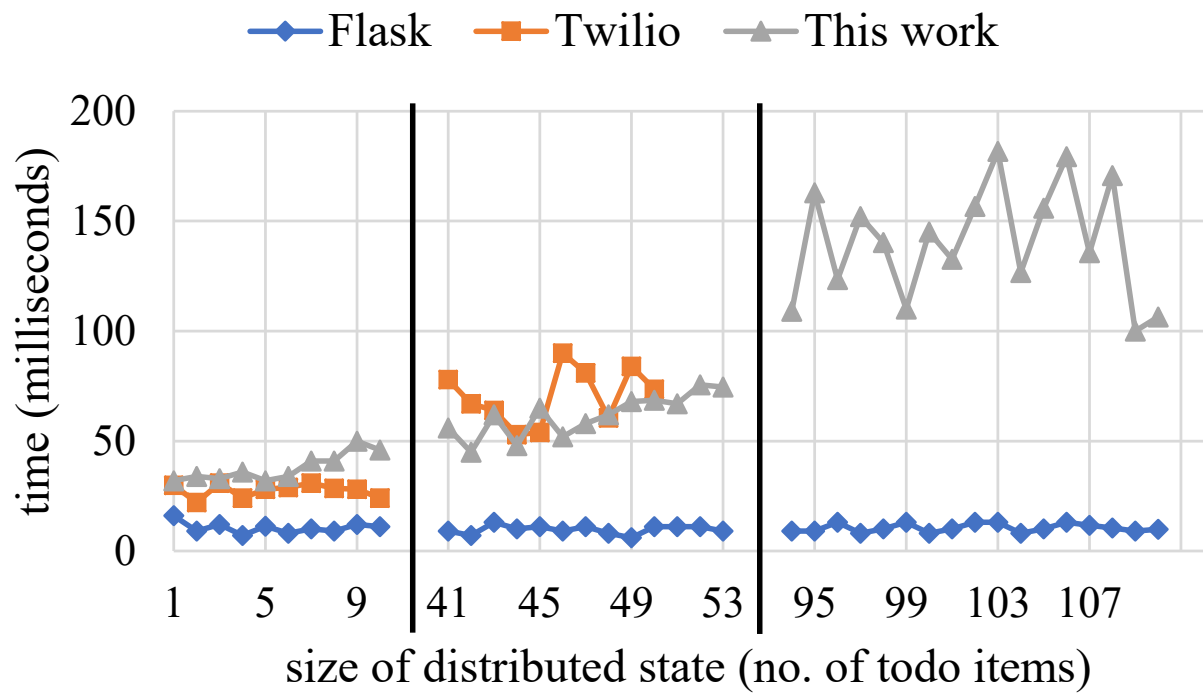 Flask Twilio This work
200
150
100
50
0
time (milliseconds)
1 5 9 41 45 49 53 95 99 103 107
size of distributed state (no. of todo items)